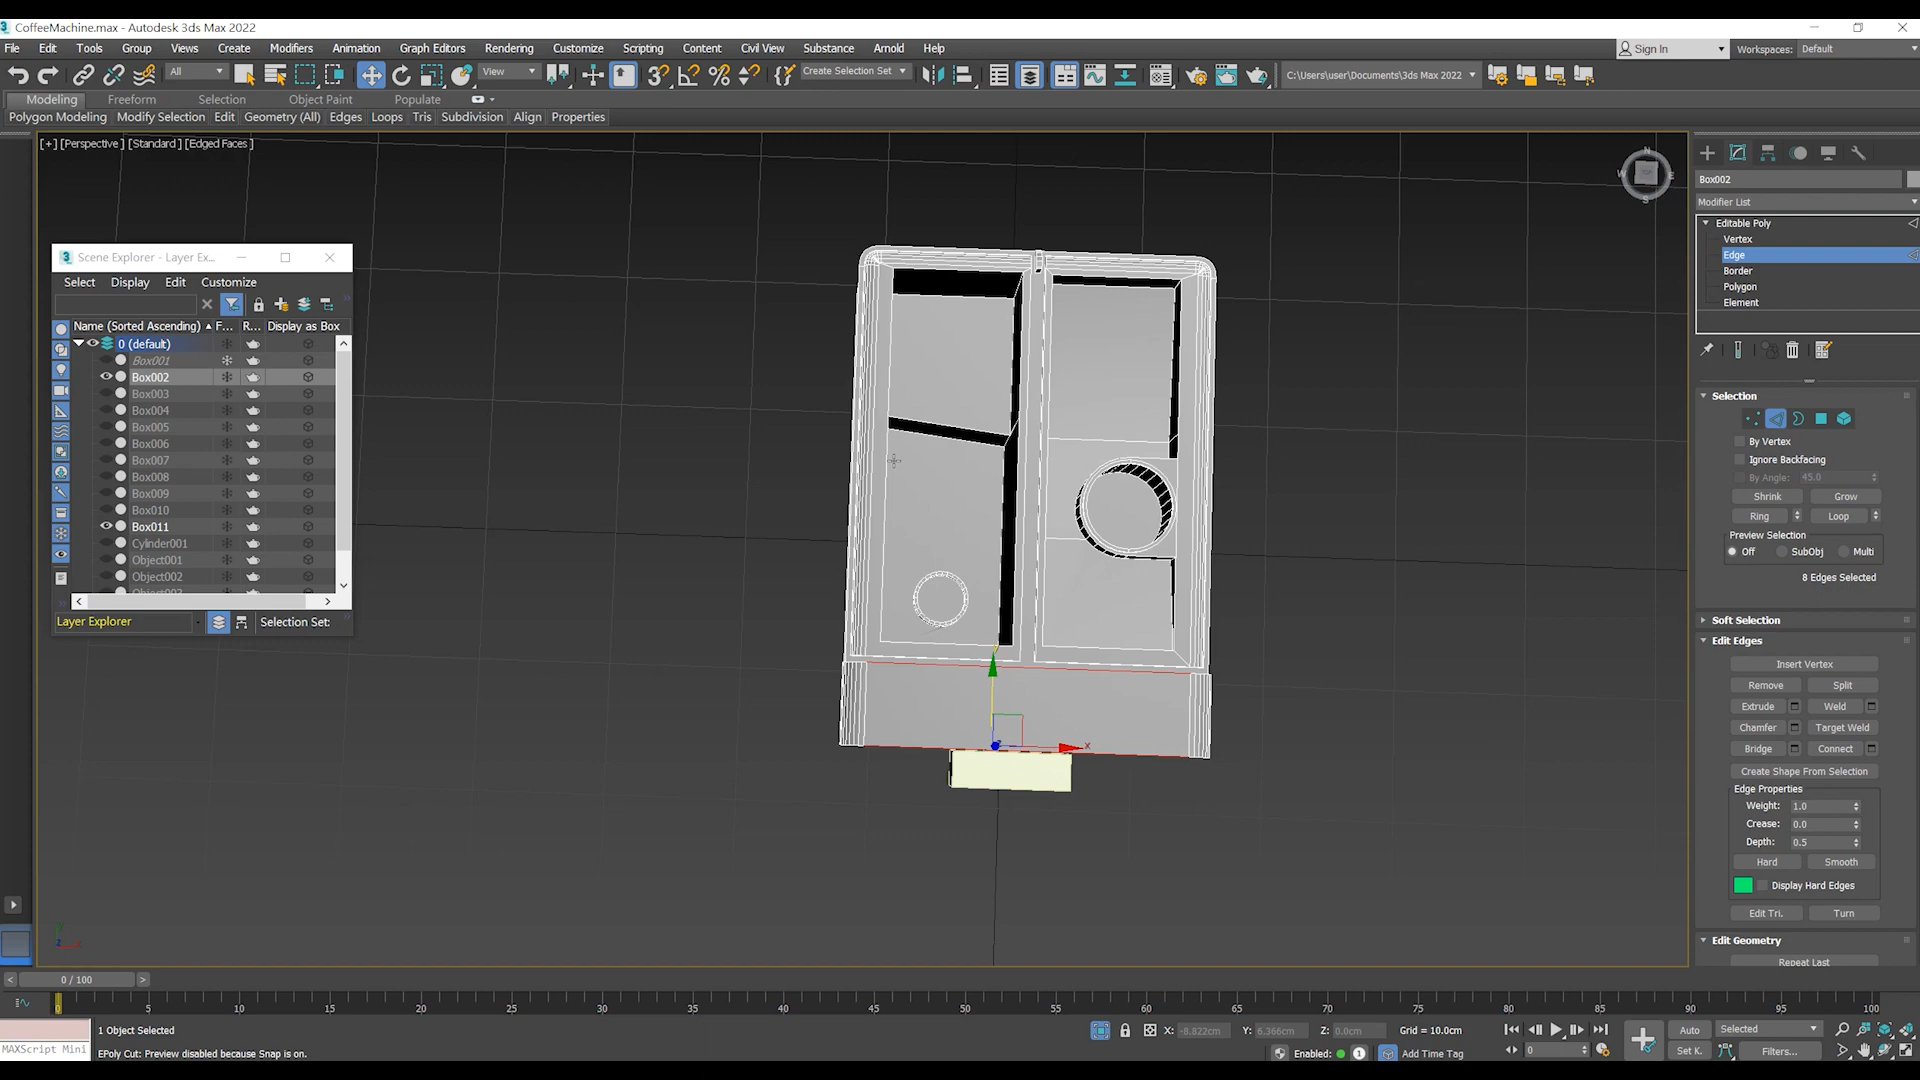 CoffeeMachine.max - Autodesk 3ds Max 2022
File Edit Tools Group Views Create Modifiers Animation Graph Editors Rendering Customize Scripting Content Civil View Substance Arnold Help
Sign In Workspaces: Default
All View Create Selection Set C:\Users\user\Documents\3ds Max 2022
Modeling Freeform Selection Object Paint Populate
Polygon Modeling Modify Selection Edit Geometry (All) Edges Loops Tris Subdivision Align Properties
[+] [Perspective ] [Standard ] [Edged Faces ]
N
W TOP E
S
Scene Explorer - Layer Ex...
Select Display Edit Customize
Name (Sorted Ascending) F... R... Display as Box
0 (default)
Box001
Box002
Box003
Box004
Box005
Box006
Box007
Box008
Box009
Box010
Box011
Cylinder001
Object001
Object002
Layer Explorer Selection Set:
x
Box002
Modifier List
Editable Poly
Vertex
Edge
Border
Polygon
Element
Selection
By Vertex
Ignore Backfacing
By Angle: 45.0
Shrink Grow
Ring Loop
Preview Selection
Off SubObj Multi
8 Edges Selected
Soft Selection
Edit Edges
Insert Vertex
Remove Split
Extrude Weld
Chamfer Target Weld
Bridge Connect
Create Shape From Selection
Edge Properties
Weight: 1.0
Crease: 0.0
Depth: 0.5
Hard Smooth
Display Hard Edges
Edit Tri. Turn
Edit Geometry
Repeat Last
< 0 / 100 >
0 5 10 15 20 25 30 35 40 45 50 55 60 65 70 75 80 85 90 95 100
1 Object Selected X: -8.822cm Y: 6.366cm Z: 0.0cm Grid = 10.0cm Auto Selected
MAXScript Mini EPoly Cut: Preview disabled because Snap is on. Enabled: 1 Add Time Tag 0 Set K. Filters...